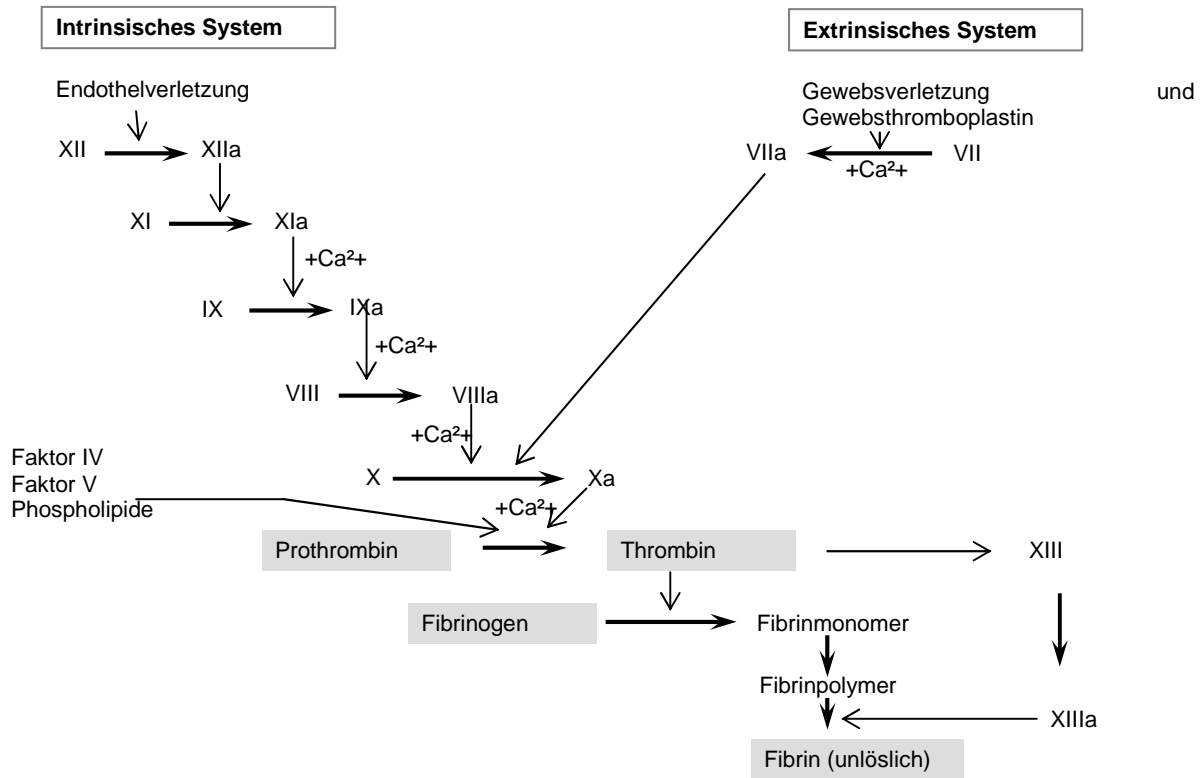 Intrinsisches System
Extrinsisches System
Endothelverletzung
Gewebsverletzung und
Gewebsthromboplastin
XII
XIIa
VIIa
+Ca²+
VII
XI
XIa
+Ca²+
IX
IXa
+Ca²+
VIII
VIIIa
+Ca²+
Faktor IV
Faktor V
Phospholipide
X
Xa
+Ca²+
Prothrombin
Thrombin
XIII
Fibrinogen
Fibrinmonomer
Fibrinpolymer
XIIIa
Fibrin (unlöslich)